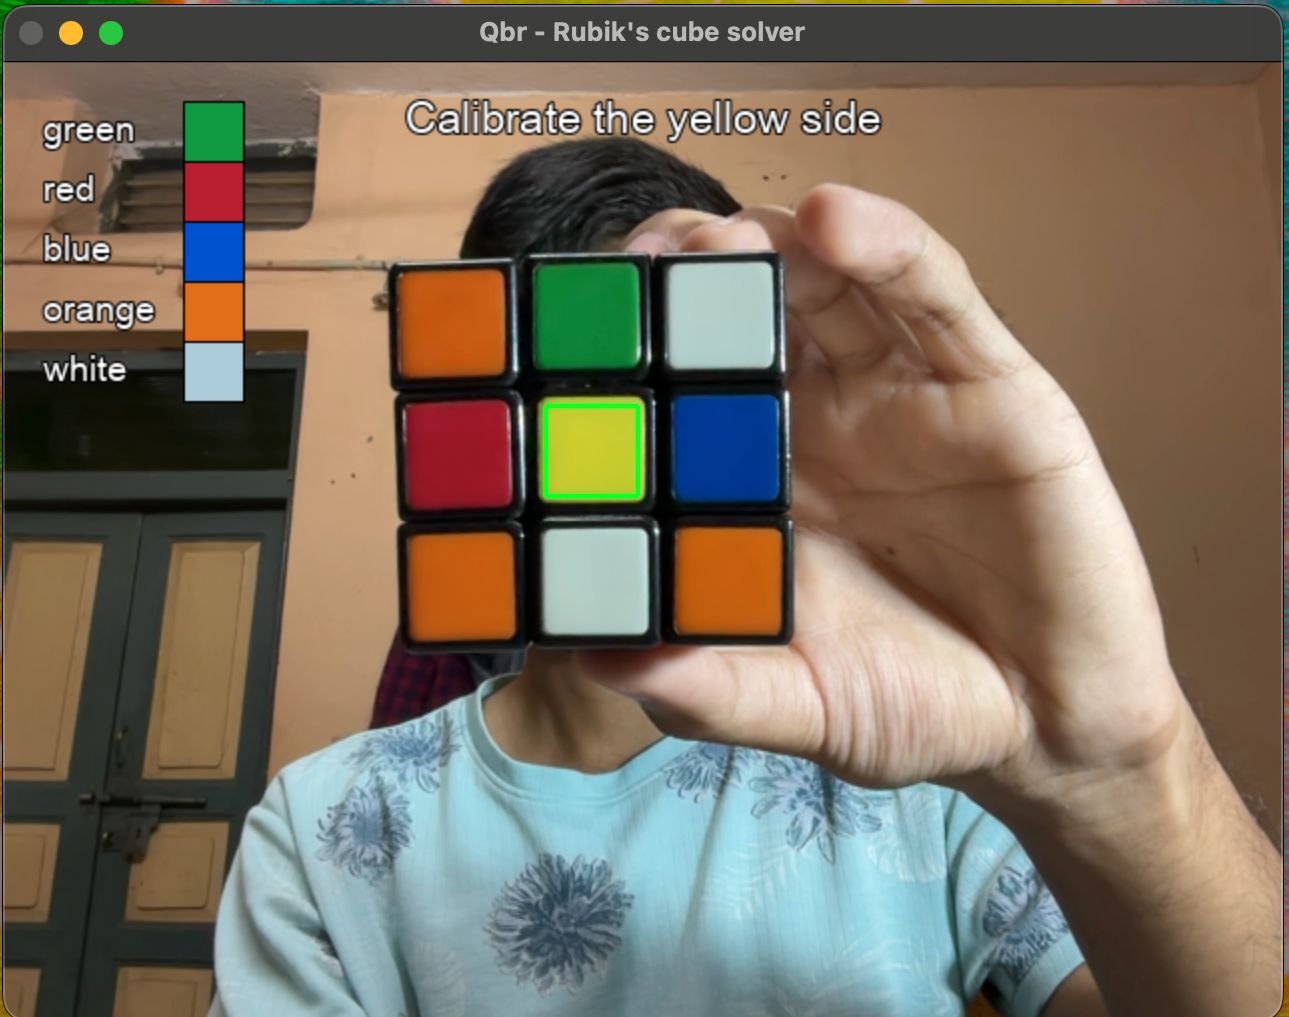 Qbr - Rubik's cube solver
Calibrate the yellow side
green
red
blue
orange
white